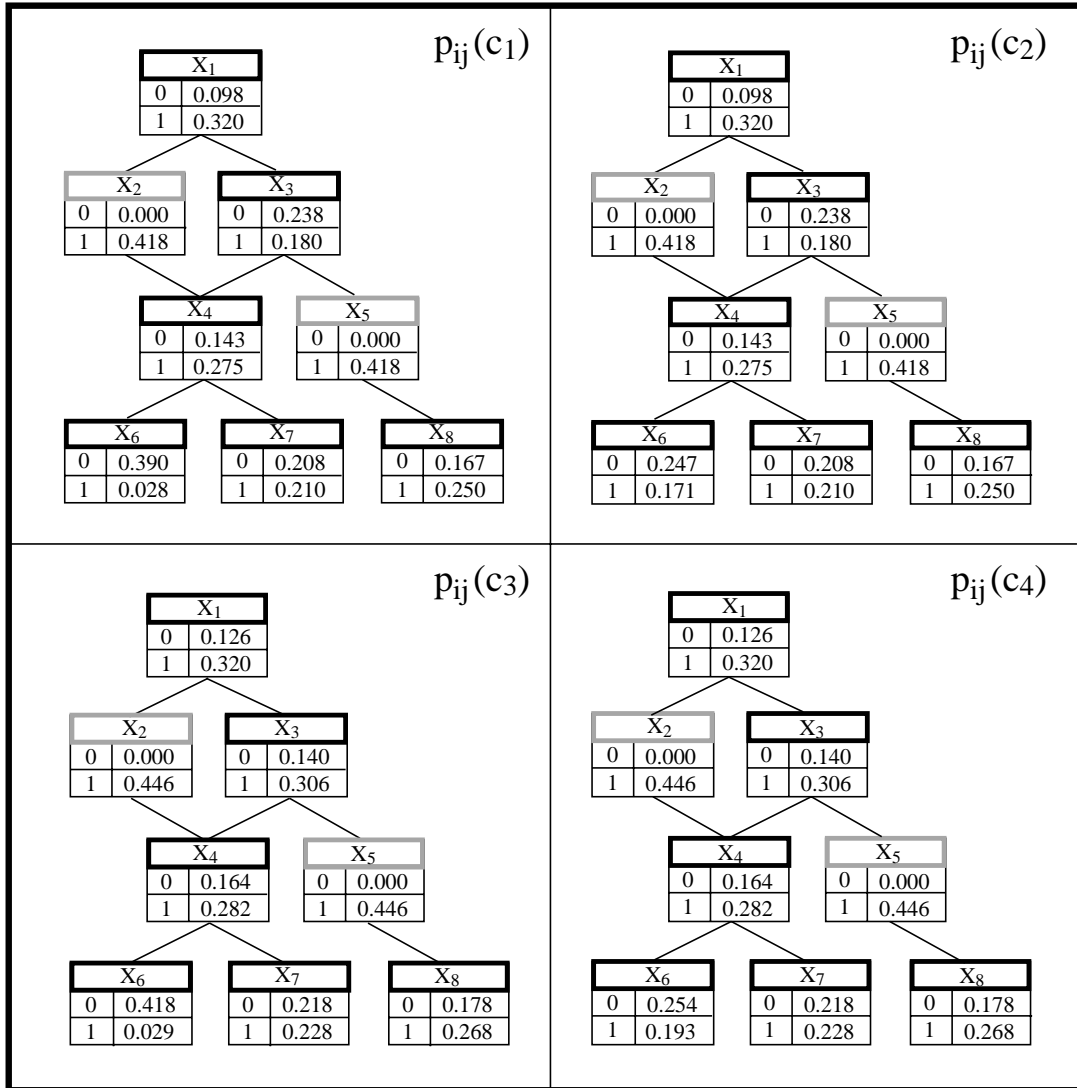 p_ij(c_1)
X_1
0 0.098
1 0.320
X_2 X_3
0 0.000 0 0.238
1 0.418 1 0.180
X_4 X_5
0 0.143 0 0.000
1 0.275 1 0.418
X_6 X_7 X_8
0 0.390 0 0.208 0 0.167
1 0.028 1 0.210 1 0.250
p_ij(c_2)
X_1
0 0.098
1 0.320
X_2 X_3
0 0.000 0 0.238
1 0.418 1 0.180
X_4 X_5
0 0.143 0 0.000
1 0.275 1 0.418
X_6 X_7 X_8
0 0.247 0 0.208 0 0.167
1 0.171 1 0.210 1 0.250
p_ij(c_3)
X_1
0 0.126
1 0.320
X_2 X_3
0 0.000 0 0.140
1 0.446 1 0.306
X_4 X_5
0 0.164 0 0.000
1 0.282 1 0.446
X_6 X_7 X_8
0 0.418 0 0.218 0 0.178
1 0.029 1 0.228 1 0.268
p_ij(c_4)
X_1
0 0.126
1 0.320
X_2 X_3
0 0.000 0 0.140
1 0.446 1 0.306
X_4 X_5
0 0.164 0 0.000
1 0.282 1 0.446
X_6 X_7 X_8
0 0.254 0 0.218 0 0.178
1 0.193 1 0.228 1 0.268